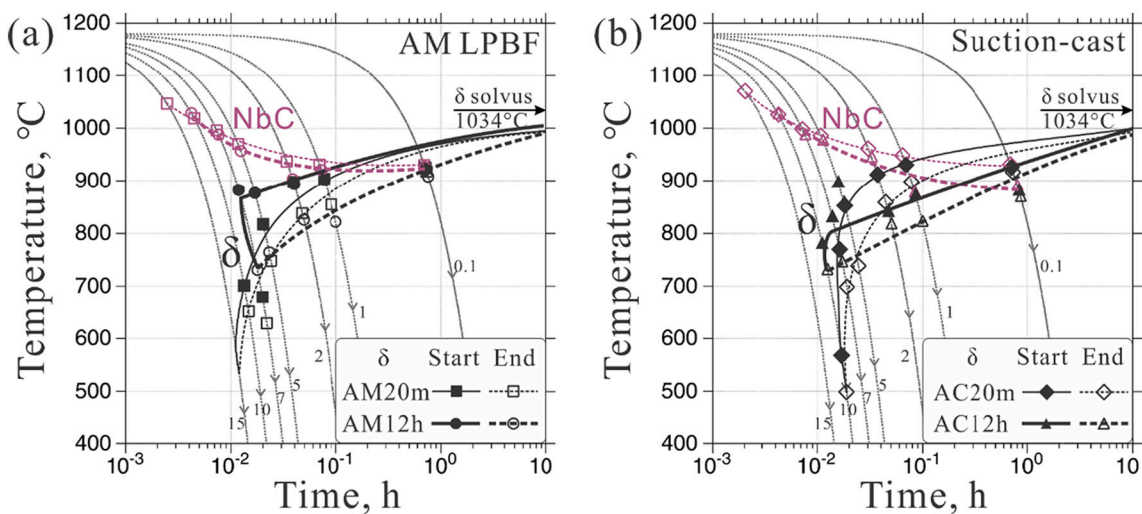 (a)
AM LPBF
Temperature, °C
1200
1100
1000
900
800
700
600
500
400
NbC
δ solvus
1034°C
δ
0.1
1
2
5
7
10
15
δ Start End
AM20m
AM12h
10-3 10-2 10-1 100 10
Time, h
(b)
Suction-cast
Temperature, °C
1200
1100
1000
900
800
700
600
500
400
NbC
δ solvus
1034°C
δ
0.1
1
2
5
7
10
15
δ Start End
AC20m
AC12h
10-3 10-2 10-1 100 10
Time, h